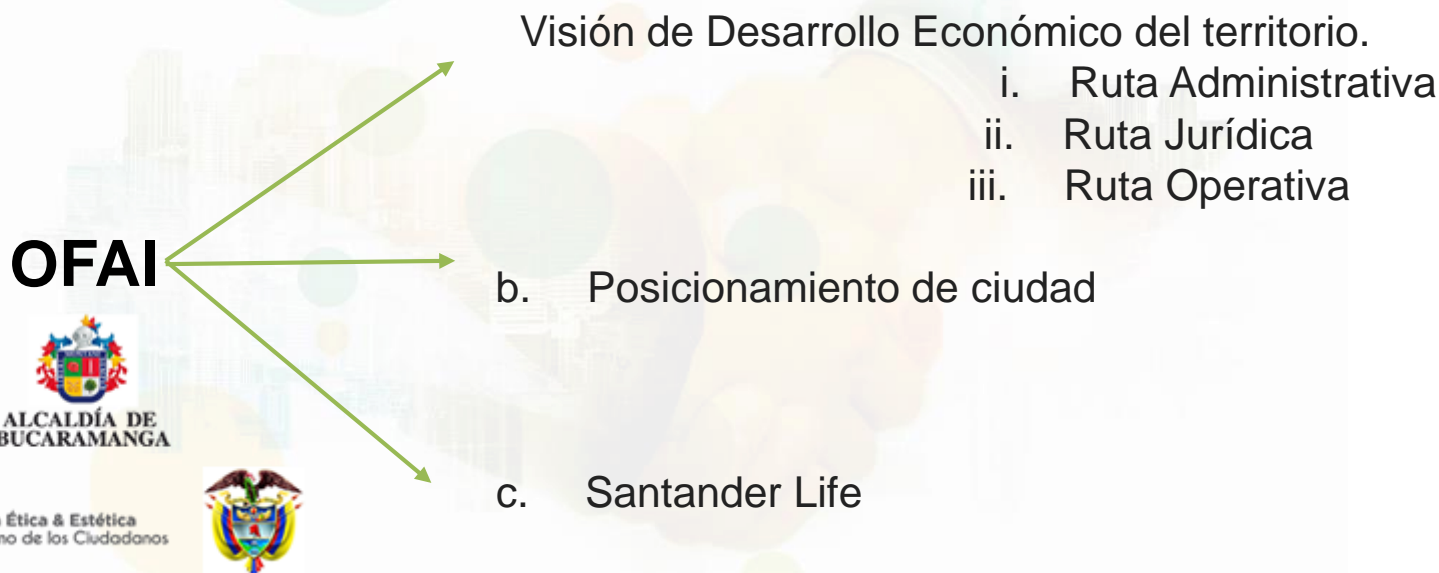 Visión de Desarrollo Económico del territorio.
i. Ruta Administrativa
ii. Ruta Jurídica
iii. Ruta Operativa
OFAI
b. Posicionamiento de ciudad
ALCALDÍA DE
BUCARAMANGA
c. Santander Life
Ética & Estética
de los Ciudadanos